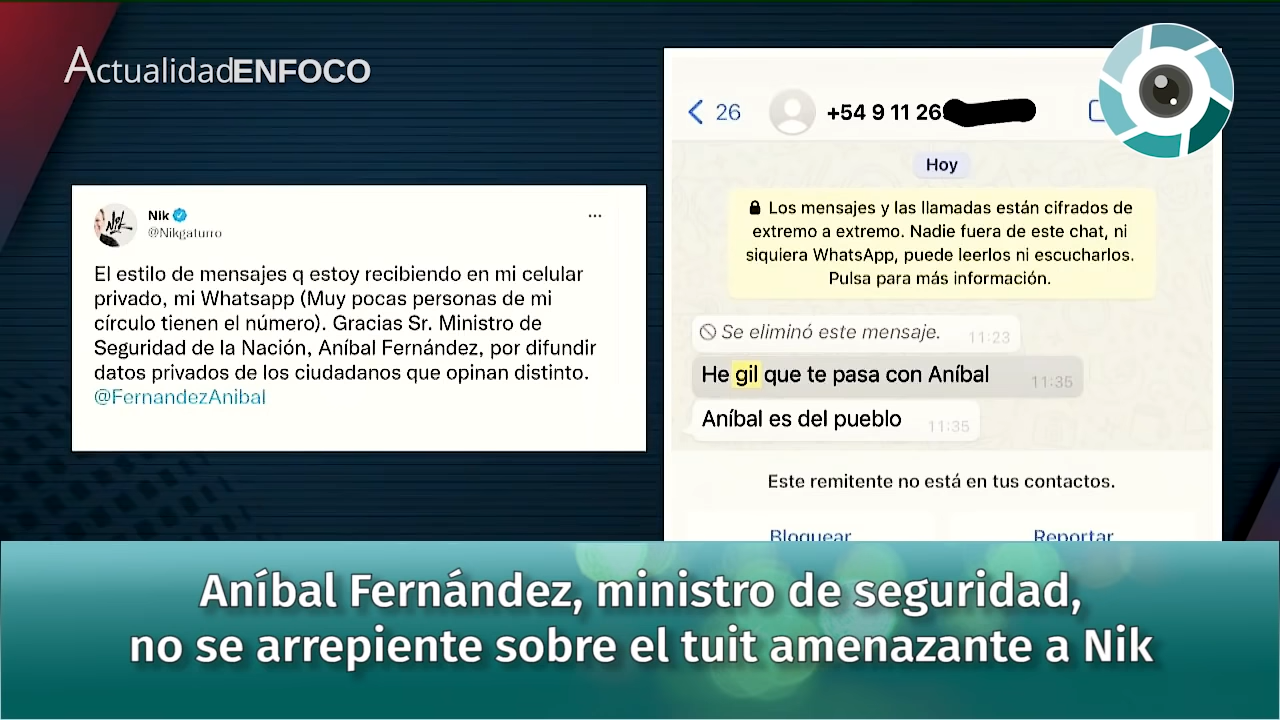 ActualidadENFOCO
Nik
@Nikgaturro
El estilo de mensajes q estoy recibiendo en mi celular
privado, mi Whatsapp (Muy pocas personas de mi
círculo tienen el número). Gracias Sr. Ministro de
Seguridad de la Nación, Aníbal Fernández, por difundir
datos privados de los ciudadanos que opinan distinto.
@FernandezAnibal
26
+54 9 11 26
Hoy
Los mensajes y las llamadas están cifrados de
extremo a extremo. Nadie fuera de este chat, ni
siquiera WhatsApp, puede leerlos ni escucharlos.
Pulsa para más información.
Se eliminó este mensaje. 11:23
He gil que te pasa con Aníbal 11:35
Aníbal es del pueblo 11:35
Este remitente no está en tus contactos.
Bloquear Reportar
Aníbal Fernández, ministro de seguridad,
no se arrepiente sobre el tuit amenazante a Nik